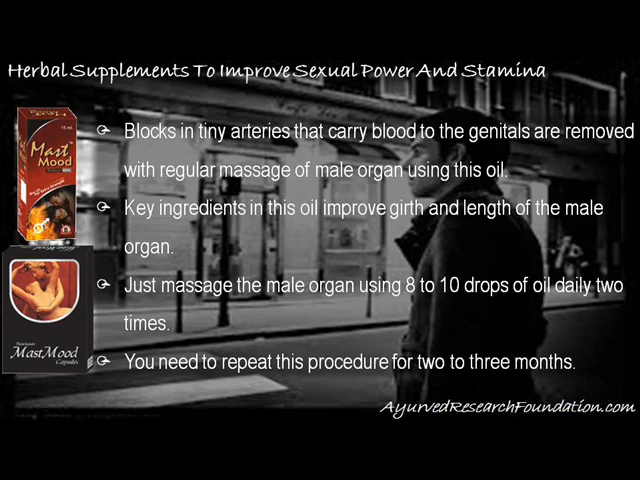 Herbal Supplements To Improve Sexual Power And Stamina
Blocks in tiny arteries that carry blood to the genitals are removed
with regular massage of male organ using this oil.
Key ingredients in this oil improve girth and length of the male
organ.
Just massage the male organ using 8 to 10 drops of oil daily two
times.
You need to repeat this procedure for two to three months.
15 ml.
Mast
Mood
MastMood
Capsules
AyurvedResearchFoundation.com